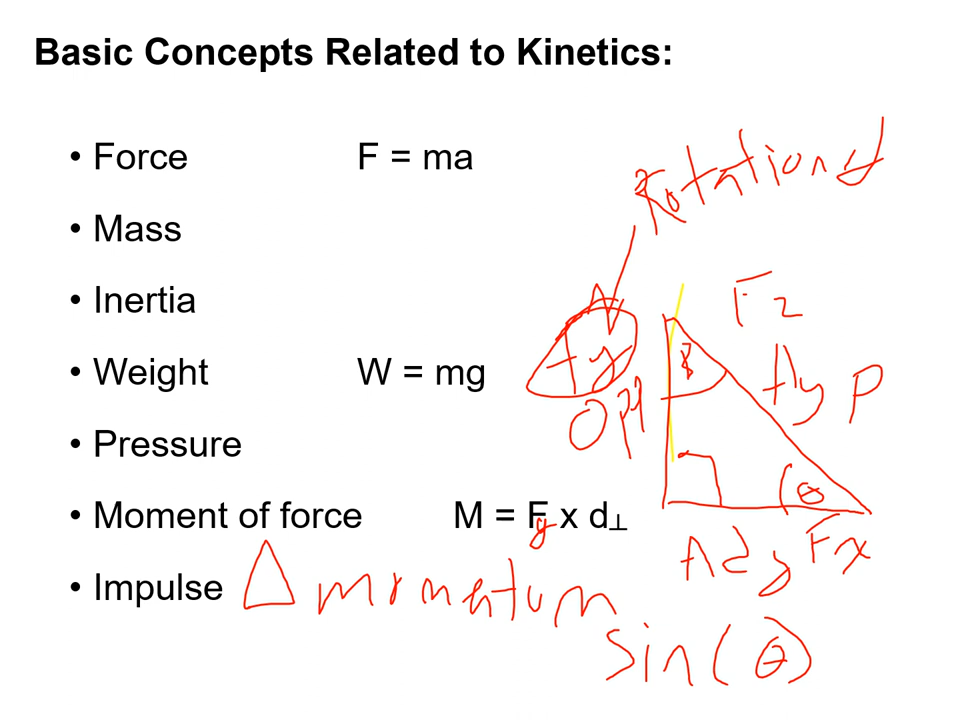 Basic Concepts Related to Kinetics:
• Force F = ma
Rotational
• Mass
• Inertia
Fz
• Weight W = mg
Fy
β
Hyp
Opp
• Pressure
θ
• Moment of force M = F x d⊥
y
Adj Fx
• Impulse Δ momentum
sin(θ)